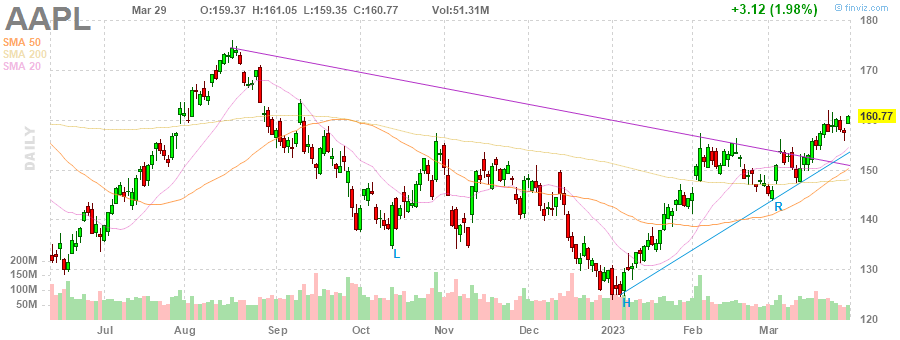 AAPL Mar 29 O:159.37 H:161.05 L:159.35 C:160.77 Vol:51.31M +3.12 (1.98%) © finviz.com
SMA 50
SMA 200
SMA 20
180
170
160
160.77
150
140
130
120
DAILY
200M
150M
100M
50M
L
H
R
Jul Aug Sep Oct Nov Dec 2023 Feb Mar